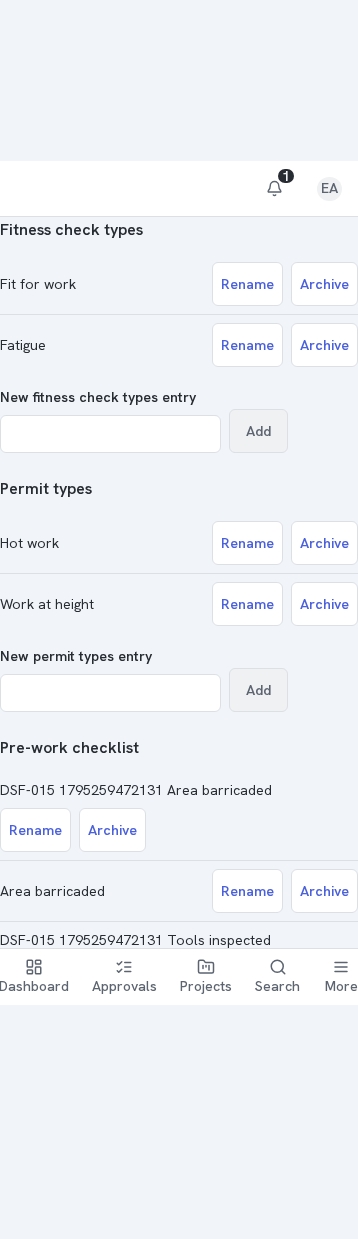 1
EA
Fitness check types
Fit for work Rename Archive
Fatigue Rename Archive
New fitness check types entry
Add
Permit types
Hot work Rename Archive
Work at height Rename Archive
New permit types entry
Add
Pre-work checklist
DSF-015 1795259472131 Area barricaded
Rename Archive
Area barricaded Rename Archive
DSF-015 1795259472131 Tools inspected
Dashboard Approvals Projects Search More